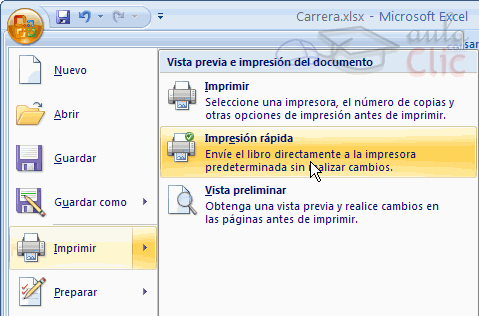 Carrera.xlsx - Microsoft Excel
aula
Clic
Nuevo
Abrir
Guardar
Guardar como
Imprimir
Preparar
Vista previa e impresión del documento
Imprimir
Seleccione una impresora, el número de copias y
otras opciones de impresión antes de imprimir.
Impresión rápida
Envíe el libro directamente a la impresora
predeterminada sin realizar cambios.
Vista preliminar
Obtenga una vista previa y realice cambios en
las páginas antes de imprimir.